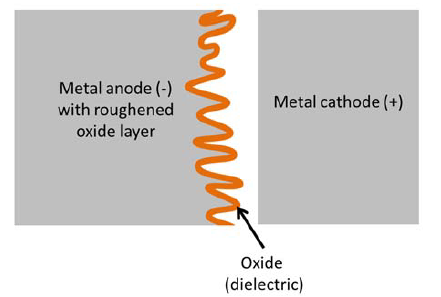 Metal anode (-)
with roughened
oxide layer
Metal cathode (+)
Oxide
(dielectric)